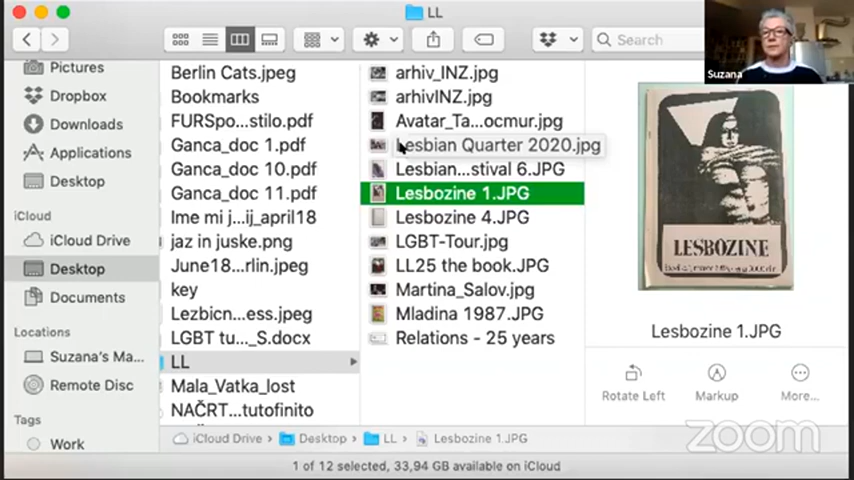 LL
Search
Suzana
Pictures
Dropbox
Downloads
Applications
Desktop
iCloud
iCloud Drive
Desktop
Documents
Locations
Suzana's Ma...
Remote Disc
Tags
Work
Berlin Cats.jpeg
Bookmarks
FURSpo...stilo.pdf
Ganca_doc 1.pdf
Ganca_doc 10.pdf
Ganca_doc 11.pdf
Ime mi j...ij_april18
jaz in juske.png
June18...rlin.jpeg
key
Lezbicn...ess.jpeg
LGBT tu..._S.docx
LL
Mala_Vatka_lost
NAČRT...tutofinito
arhiv_INZ.jpg
arhivINZ.jpg
Avatar_Ta...ocmur.jpg
Lesbian Quarter 2020.jpg
Lesbian...stival 6.JPG
Lesbozine 1.JPG
Lesbozine 4.JPG
LGBT-Tour.jpg
LL25 the book.JPG
Martina_Salov.jpg
Mladina 1987.JPG
Relations - 25 years
LESBOZINE
Lesbozine 1.JPG
Rotate Left
Markup
More...
zoom
iCloud Drive
Desktop
LL
Lesbozine 1.JPG
1 of 12 selected, 33,94 GB available on iCloud